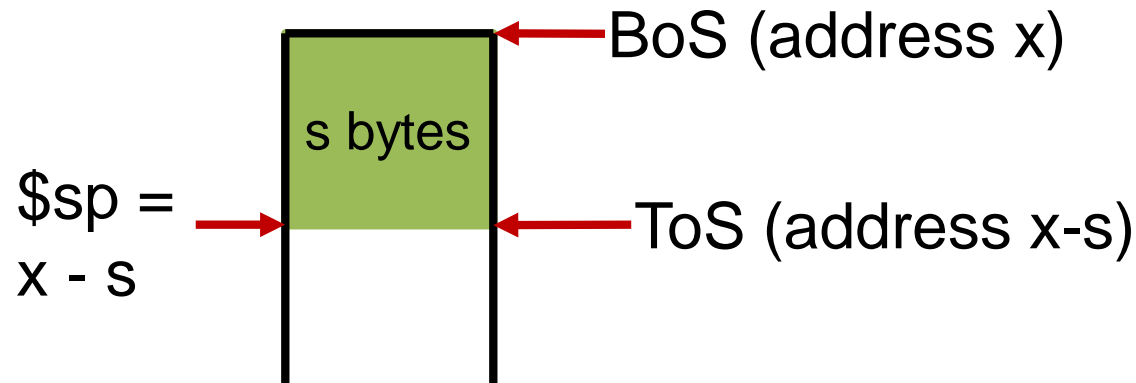 BoS (address x)
s bytes
$sp =
x - s
ToS (address x-s)